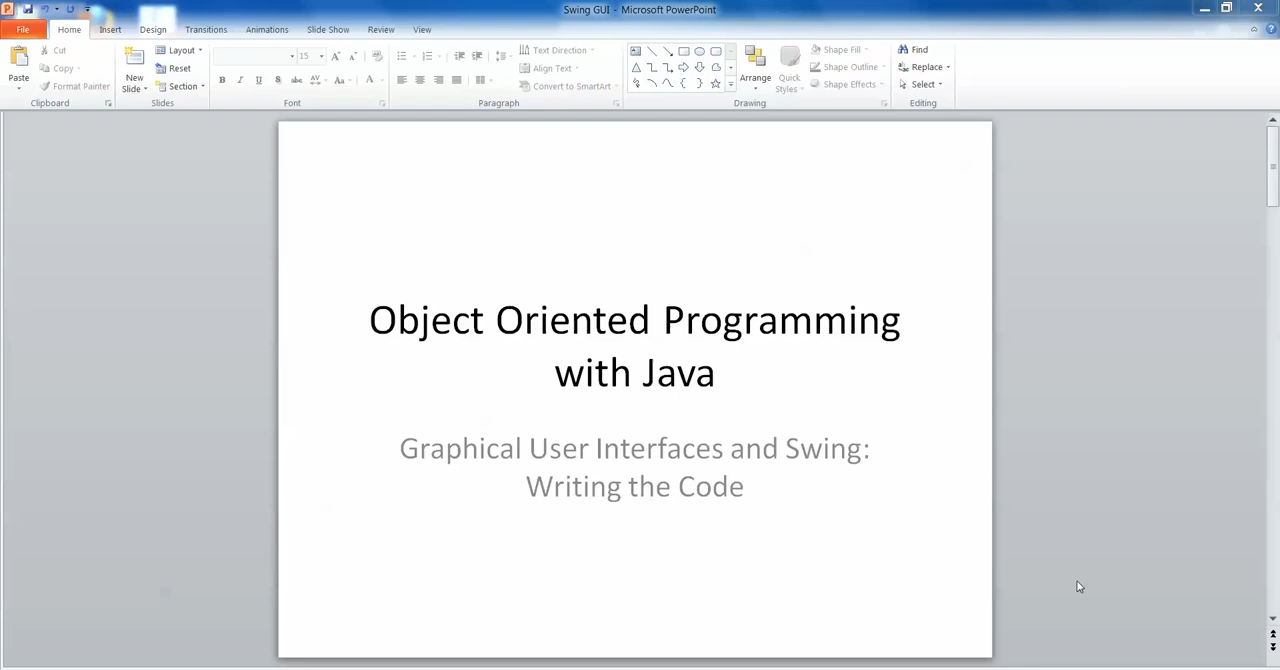 Swing GUI - Microsoft PowerPoint
File Home Insert Design Transitions Animations Slide Show Review View
Cut Layout 15 Text Direction Shape Fill Find
Copy Reset Align Text Shape Outline Replace
Paste Format Painter New Slide Section Convert to SmartArt Arrange Quick Styles Shape Effects Select
Clipboard Slides Font Paragraph Drawing Editing
Object Oriented Programming
with Java
Graphical User Interfaces and Swing:
Writing the Code